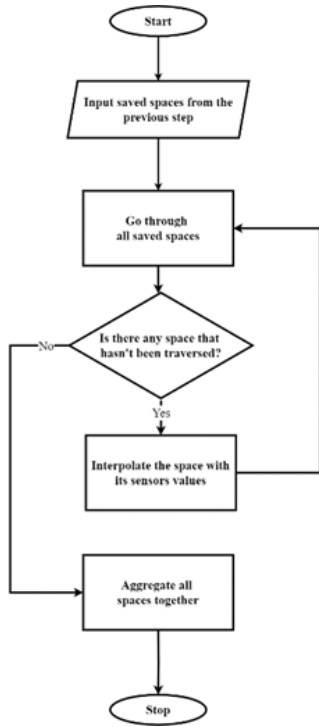 Start
Input saved spaces from the
previous step
Go through
all saved spaces
Is there any space that
hasn't been traversed?
No
Yes
Interpolate the space with
its sensors values
Aggregate all
spaces together
Stop